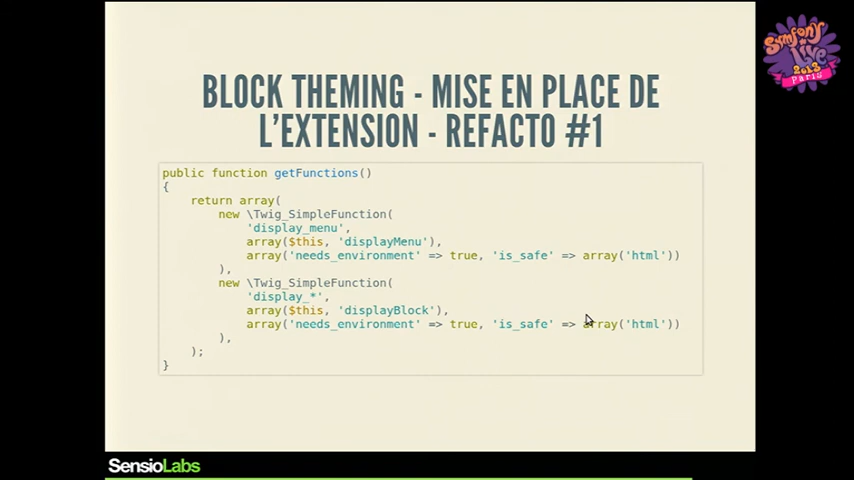 BLOCK THEMING - MISE EN PLACE DE
L'EXTENSION - REFACTO #1
public function getFunctions()
{
    return array(
        new \Twig_SimpleFunction(
            'display_menu',
            array($this, 'displayMenu'),
            array('needs_environment' => true, 'is_safe' => array('html'))
        ),
        new \Twig_SimpleFunction(
            'display_*',
            array($this, 'displayBlock'),
            array('needs_environment' => true, 'is_safe' => array('html'))
        ),
    );
}
SensioLabs
Symfony
Live
2013
Paris